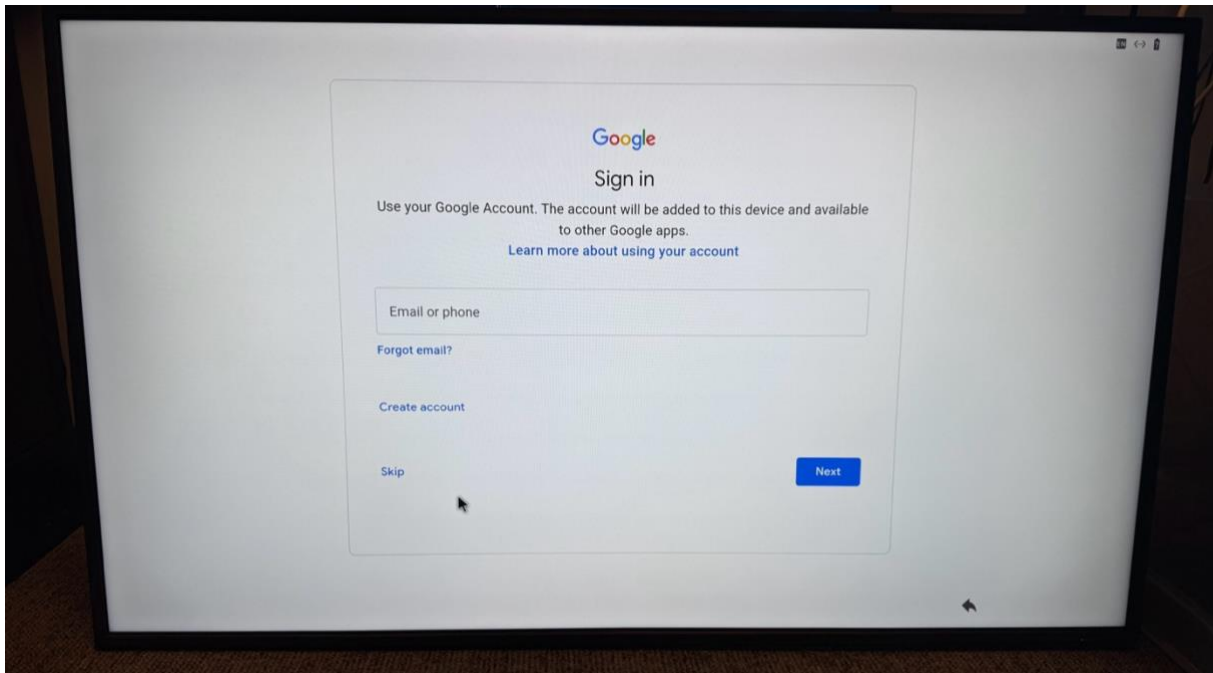 Google
Sign in
Use your Google Account. The account will be added to this device and available
to other Google apps.
Learn more about using your account
Email or phone
Forgot email?
Create account
Skip
Next